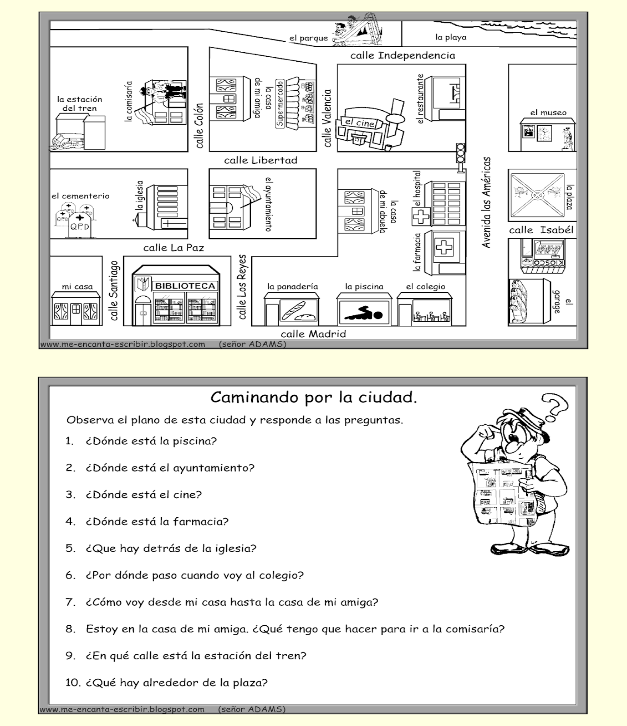 el parque
la playa
calle Independencia
la estación
del tren
la comisaría
calle Colón
la casa
de mi amiga
Supermercado
calle Valencia
el cine
el restaurante
el museo
calle Libertad
Avenida las Américas
el cementerio
QPD
la iglesia
el ayuntamiento
la casa
de mi abuela
el hospital
la plaza
calle Isabél
calle La Paz
la farmacia
KIOSCO
mi casa
calle Santiago
BIBLIOTECA
calle Los Reyes
la panadería
la piscina
el colegio
el
garage
calle Madrid
www.me-encanta-escribir.blogspot.com (señor ADAMS)
Caminando por la ciudad.
Observa el plano de esta ciudad y responde a las preguntas.
1. ¿Dónde está la piscina?
2. ¿Dónde está el ayuntamiento?
3. ¿Dónde está el cine?
4. ¿Dónde está la farmacia?
5. ¿Que hay detrás de la iglesia?
6. ¿Por dónde paso cuando voy al colegio?
7. ¿Cómo voy desde mi casa hasta la casa de mi amiga?
8. Estoy en la casa de mi amiga. ¿Qué tengo que hacer para ir a la comisaría?
9. ¿En qué calle está la estación del tren?
10. ¿Qué hay alrededor de la plaza?
www.me-encanta-escribir.blogspot.com (señor ADAMS)